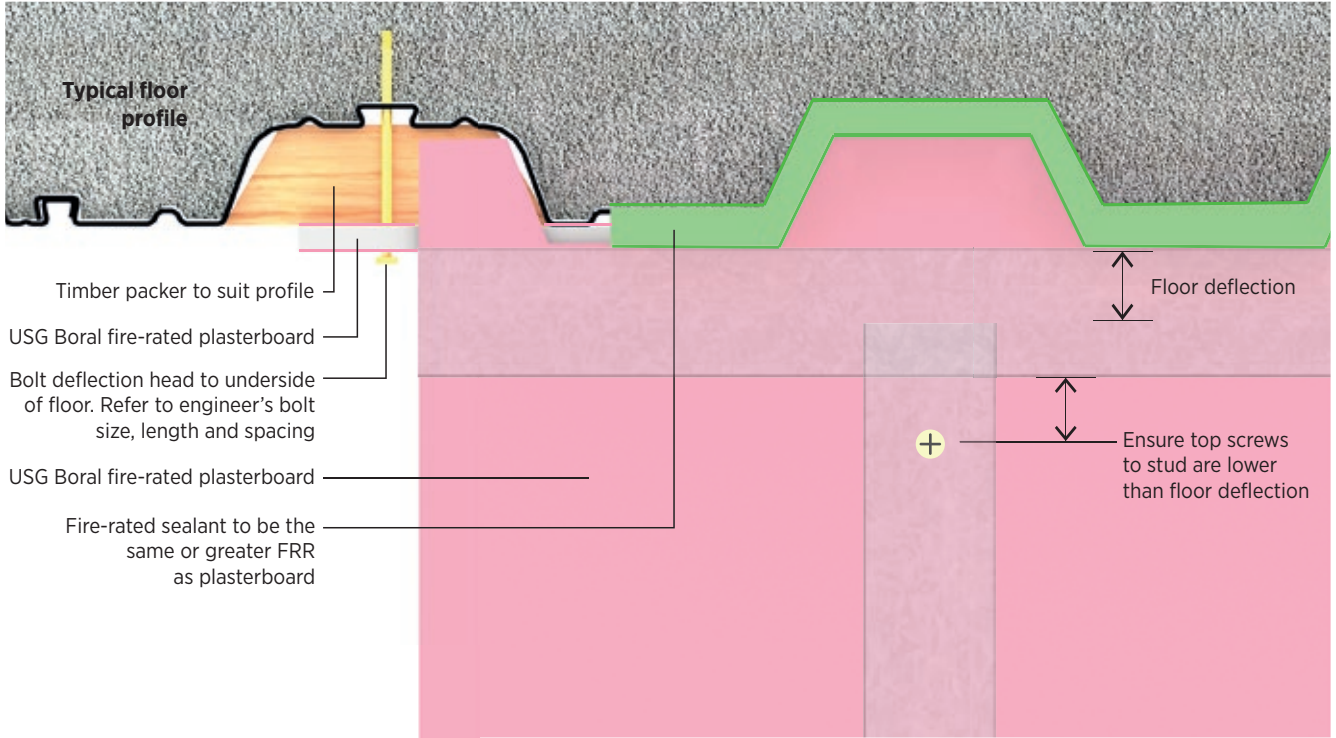 Typical floor
profile
Timber packer to suit profile
USG Boral fire-rated plasterboard
Bolt deflection head to underside
of floor. Refer to engineer’s bolt
size, length and spacing
USG Boral fire-rated plasterboard
Fire-rated sealant to be the
same or greater FRR
as plasterboard
Floor deflection
Ensure top screws
to stud are lower
than floor deflection